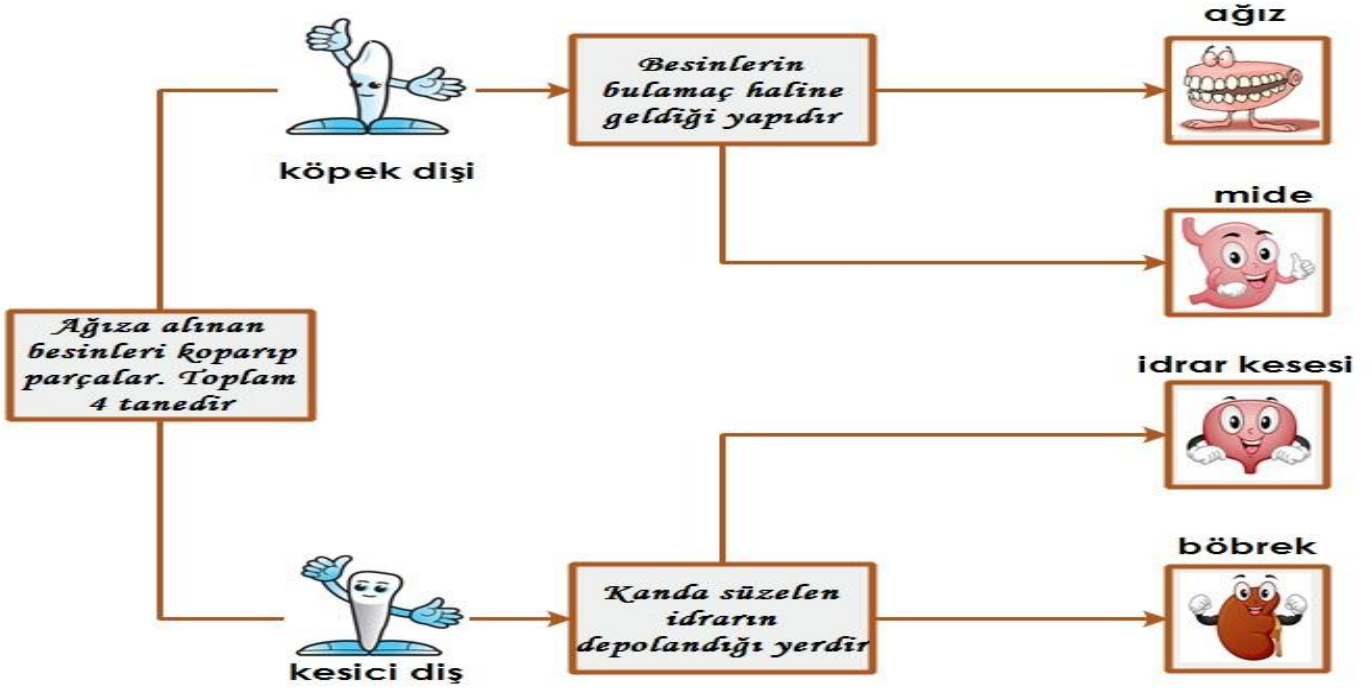 ağız
Besinlerin
bulamaç haline
geldiği yapıdır
köpek dişi
mide
Ağıza alınan
besinleri koparıp
parçalar. Toplam
4 tanedir
idrar kesesi
böbrek
Kanda süzelen
idrarın
depolandığı yerdir
kesici diş